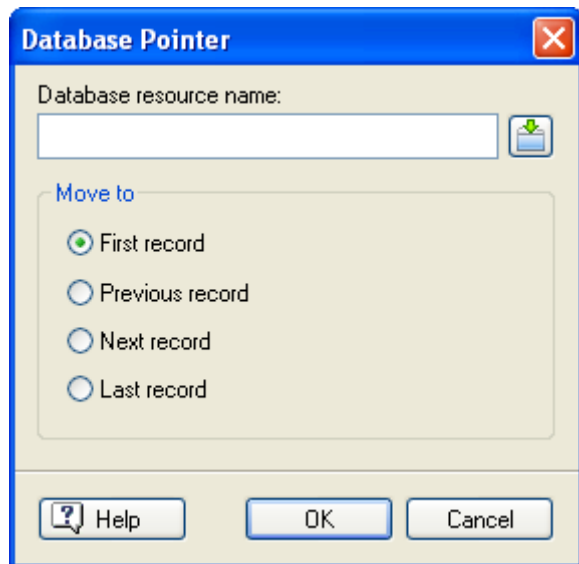 Database Pointer
Database resource name:
Move to
First record
Previous record
Next record
Last record
Help
OK
Cancel